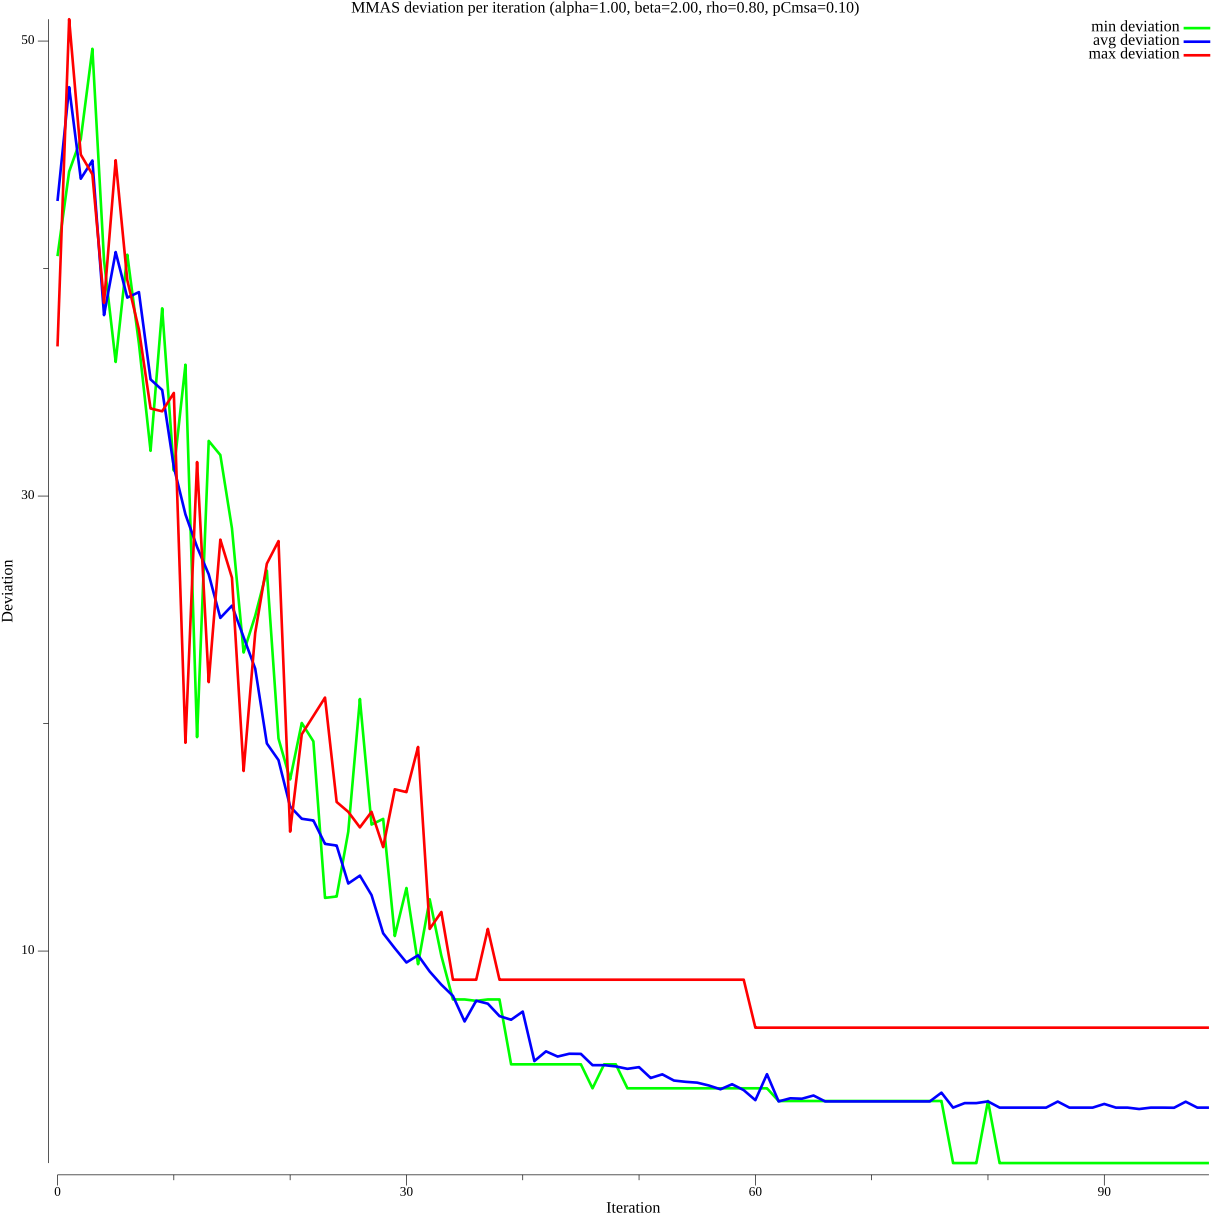 MMAS deviation per iteration (alpha=1.00, beta=2.00, rho=0.80, pCmsa=0.10)
min deviation
avg deviation
max deviation
50
30
10
Deviation
0
30
60
90
Iteration